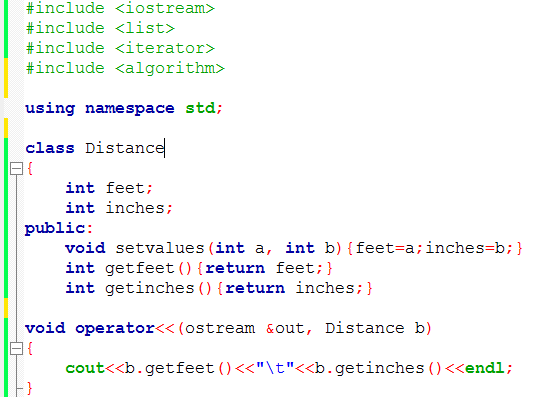 #include <iostream>
#include <list>
#include <iterator>
#include <algorithm>
using namespace std;
class Distance
{
int feet;
int inches;
public:
void setvalues(int a, int b){feet=a;inches=b;}
int getfeet(){return feet;}
int getinches(){return inches;}
void operator<<(ostream &out, Distance b)
{
cout<<b.getfeet()<<"\t"<<b.getinches()<<endl;
}